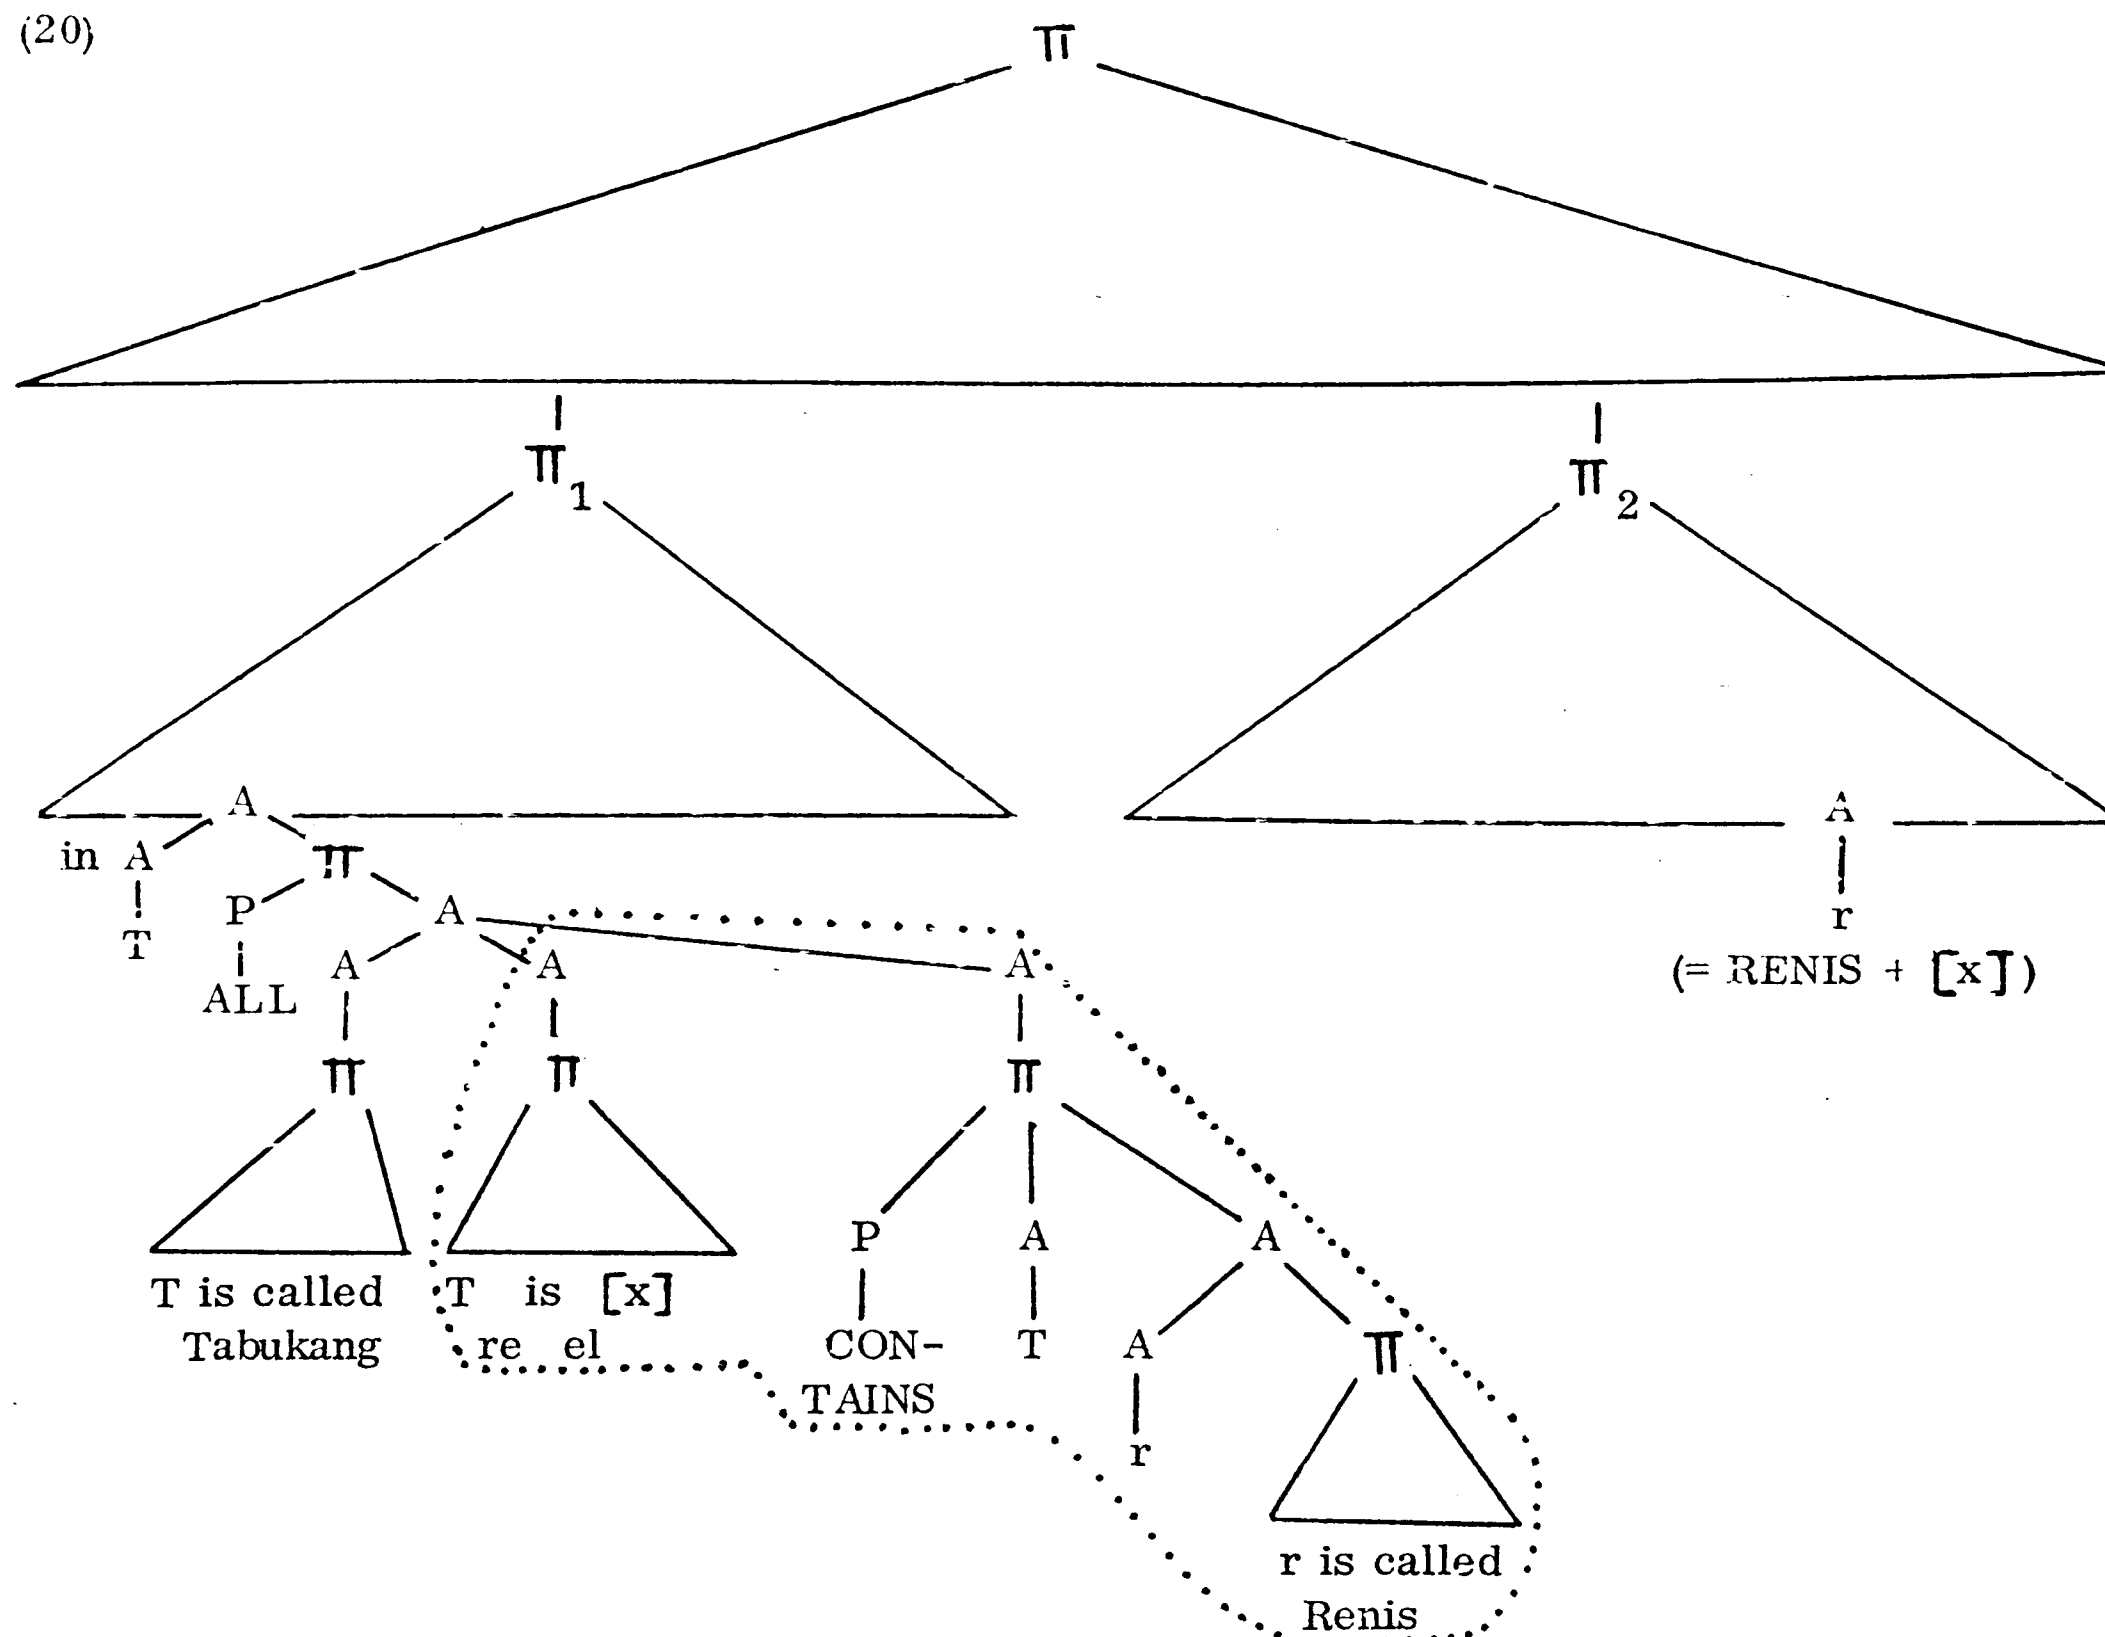 (20)
π
π1 π2
A A
in A π r
P A
T A A A (= RENIS + [x])
ALL
π π π
P A A
T is called T is [x]
Tabukang re el CON- T A π
TAINS
r
r is called
Renis